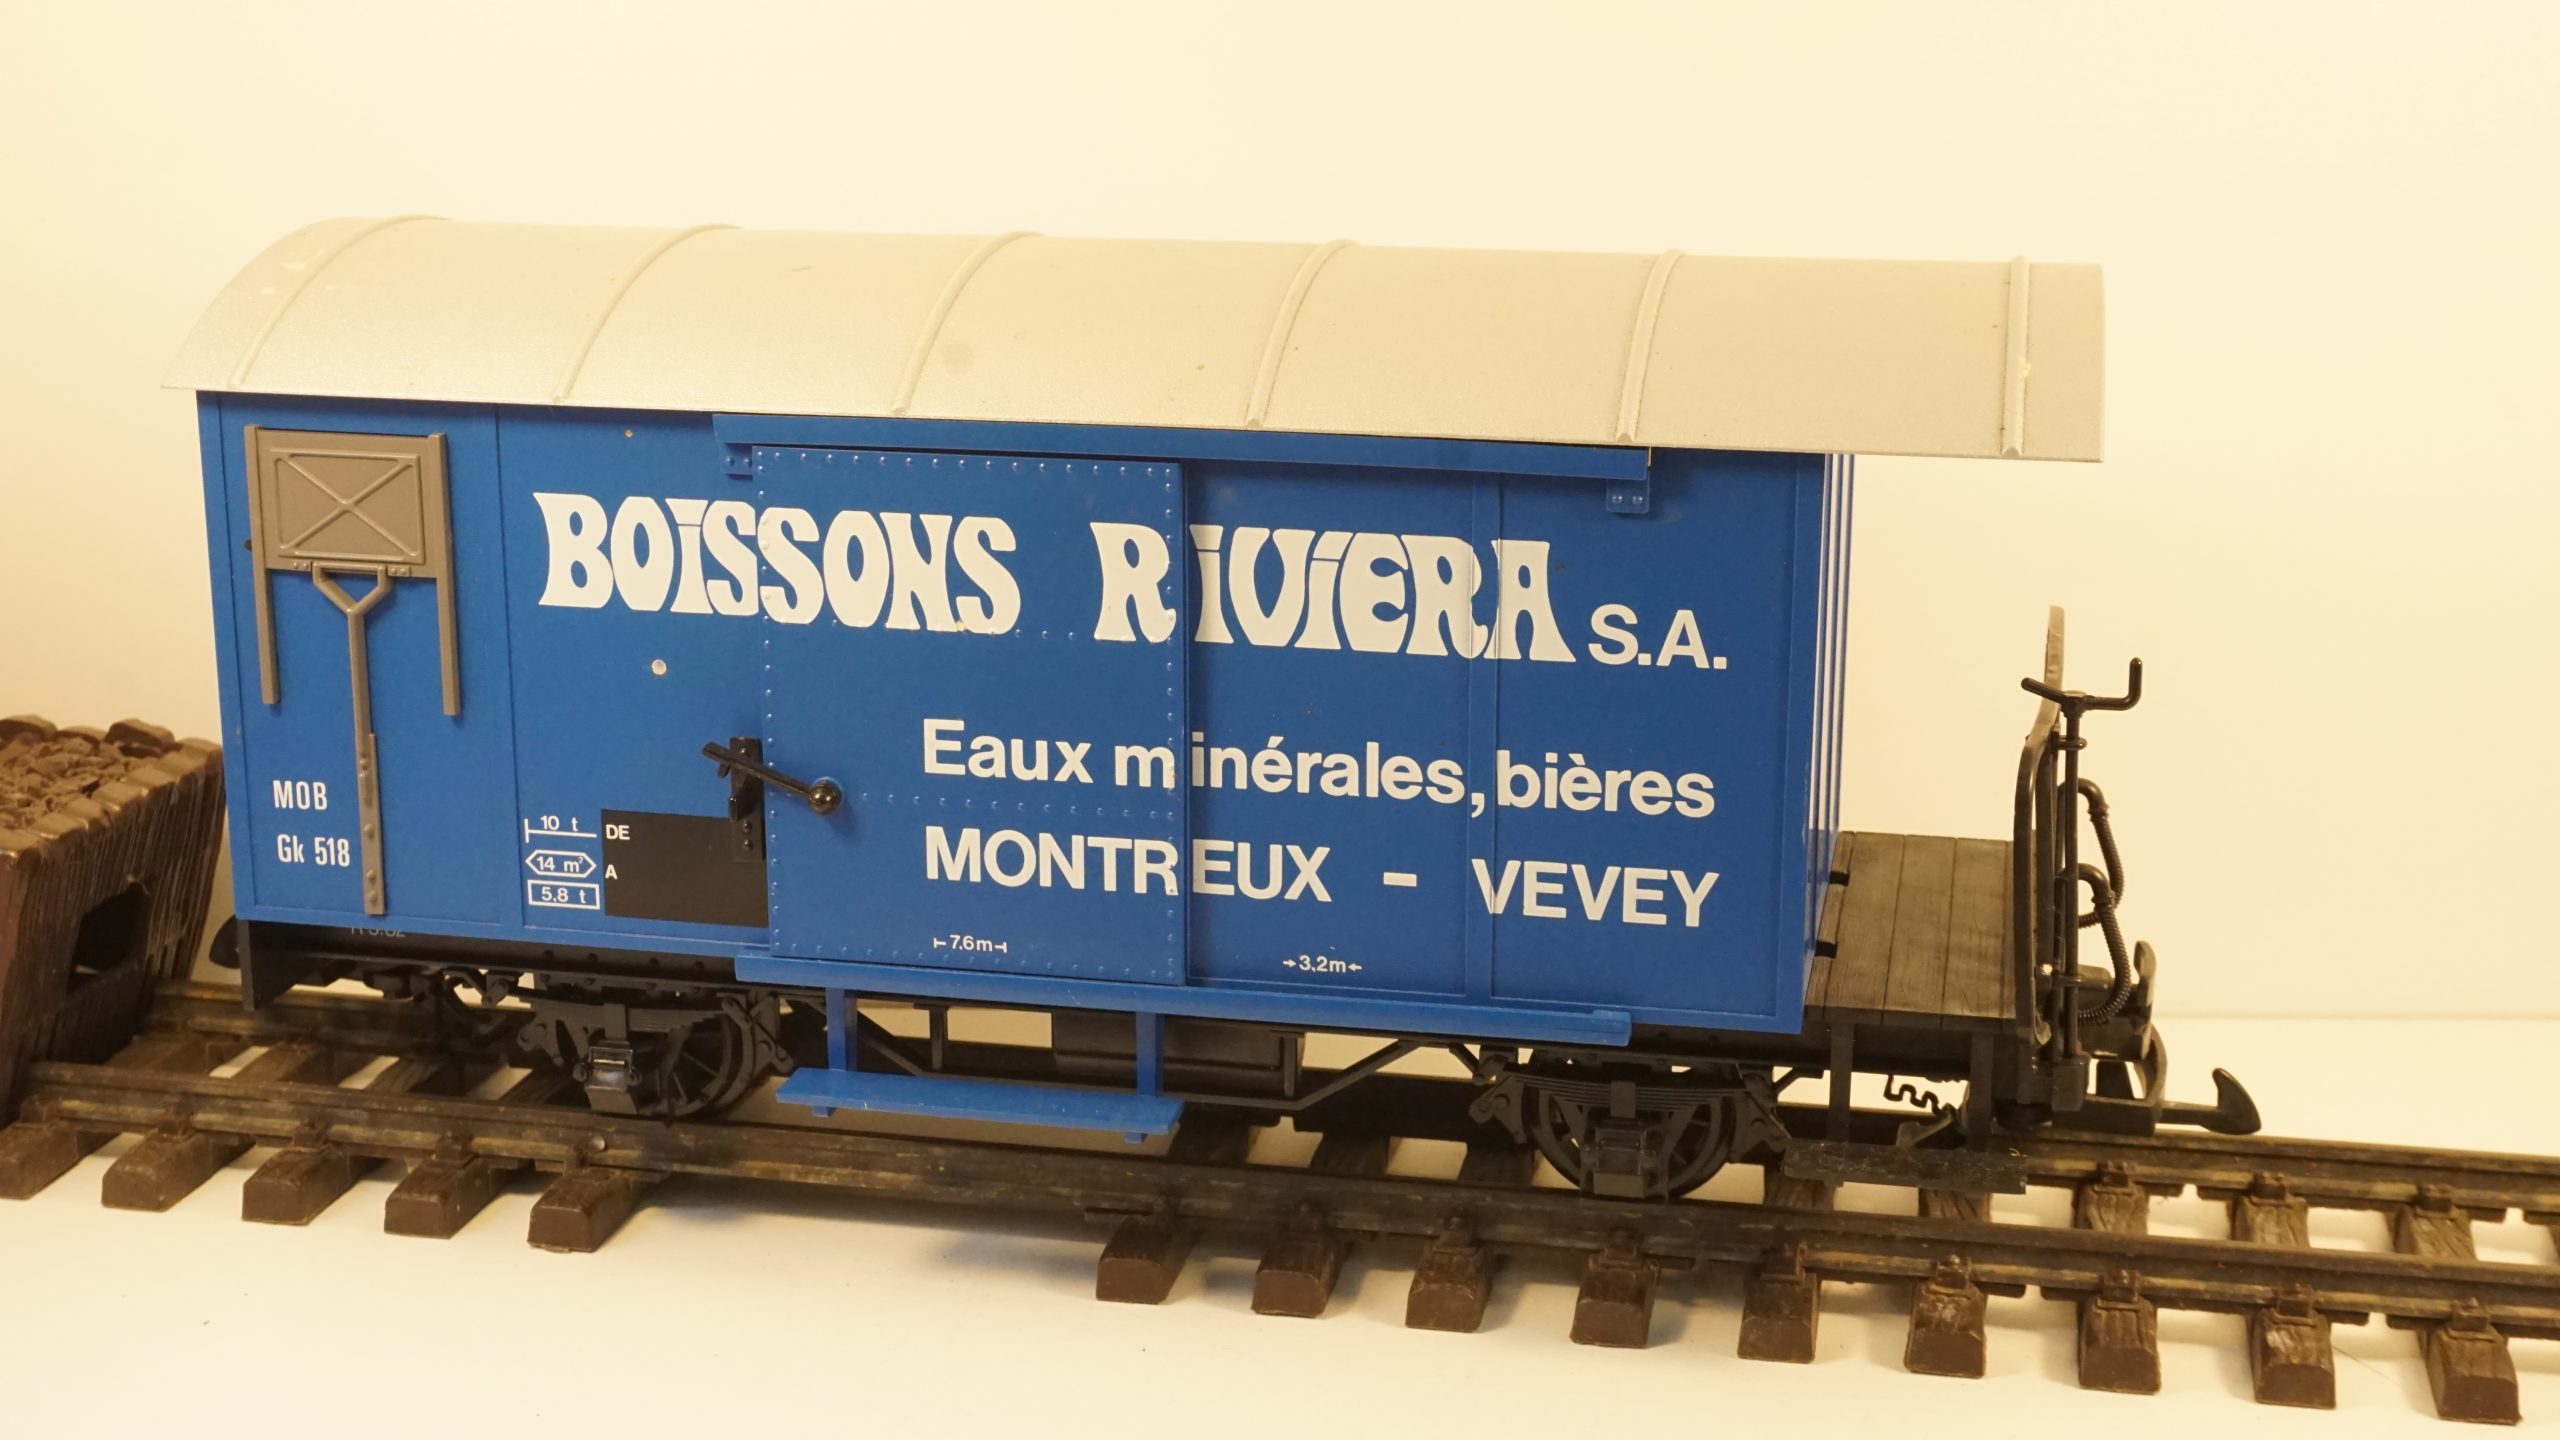 BOISSONS RIVIERA S.A.
Eaux minérales, bières
MONTREUX - VEVEY
MOB
Gk 518
10 t
14 m²
5.8 t
DE
A
7.6m
3,2m